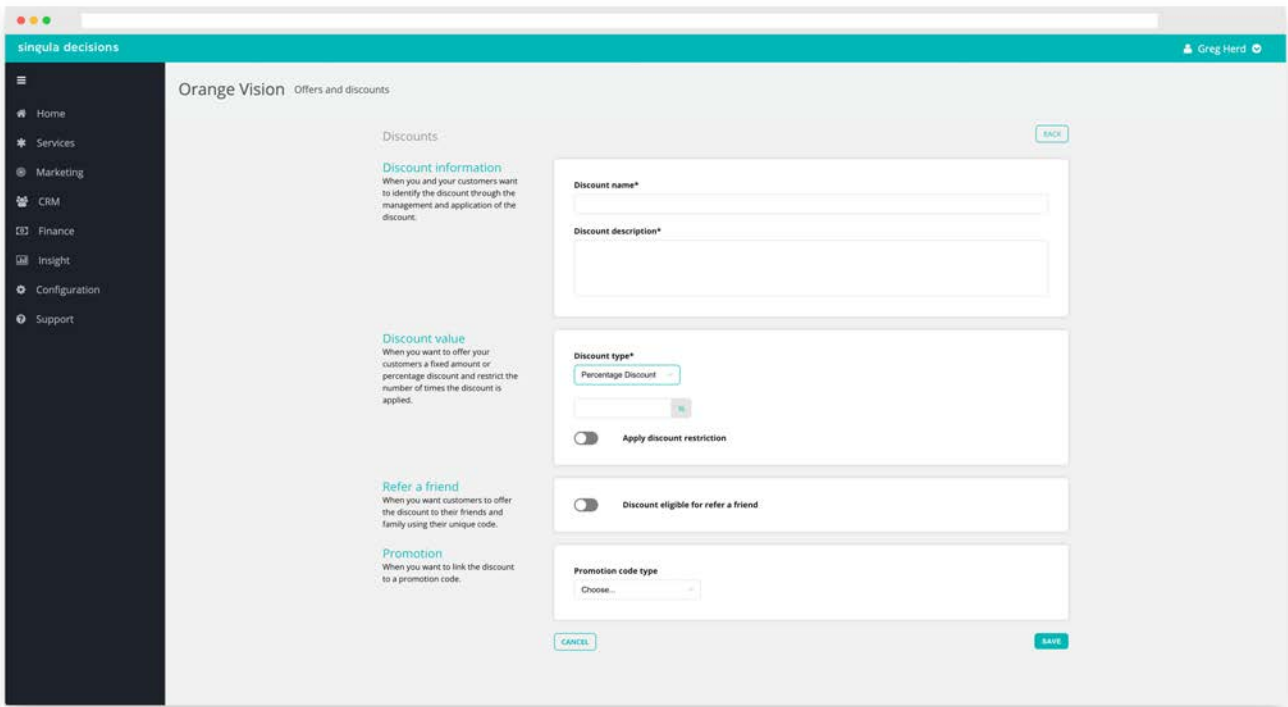 singula decisions
Greg Herd
Home
Services
Marketing
CRM
Finance
Insight
Configuration
Support
Orange Vision Offers and discounts
Discounts
BACK
Discount information
When you and your customers want
to identify the discount through the
management and application of the
discount.
Discount name*
Discount description*
Discount value
When you want to offer your
customers a fixed amount or
percentage discount and restrict the
number of times the discount is
applied.
Discount type*
Percentage Discount
%
Apply discount restriction
Refer a friend
When you want customers to offer
the discount to their friends and
family using their unique code.
Discount eligible for refer a friend
Promotion
When you want to link the discount
to a promotion code.
Promotion code type
Choose...
CANCEL
SAVE